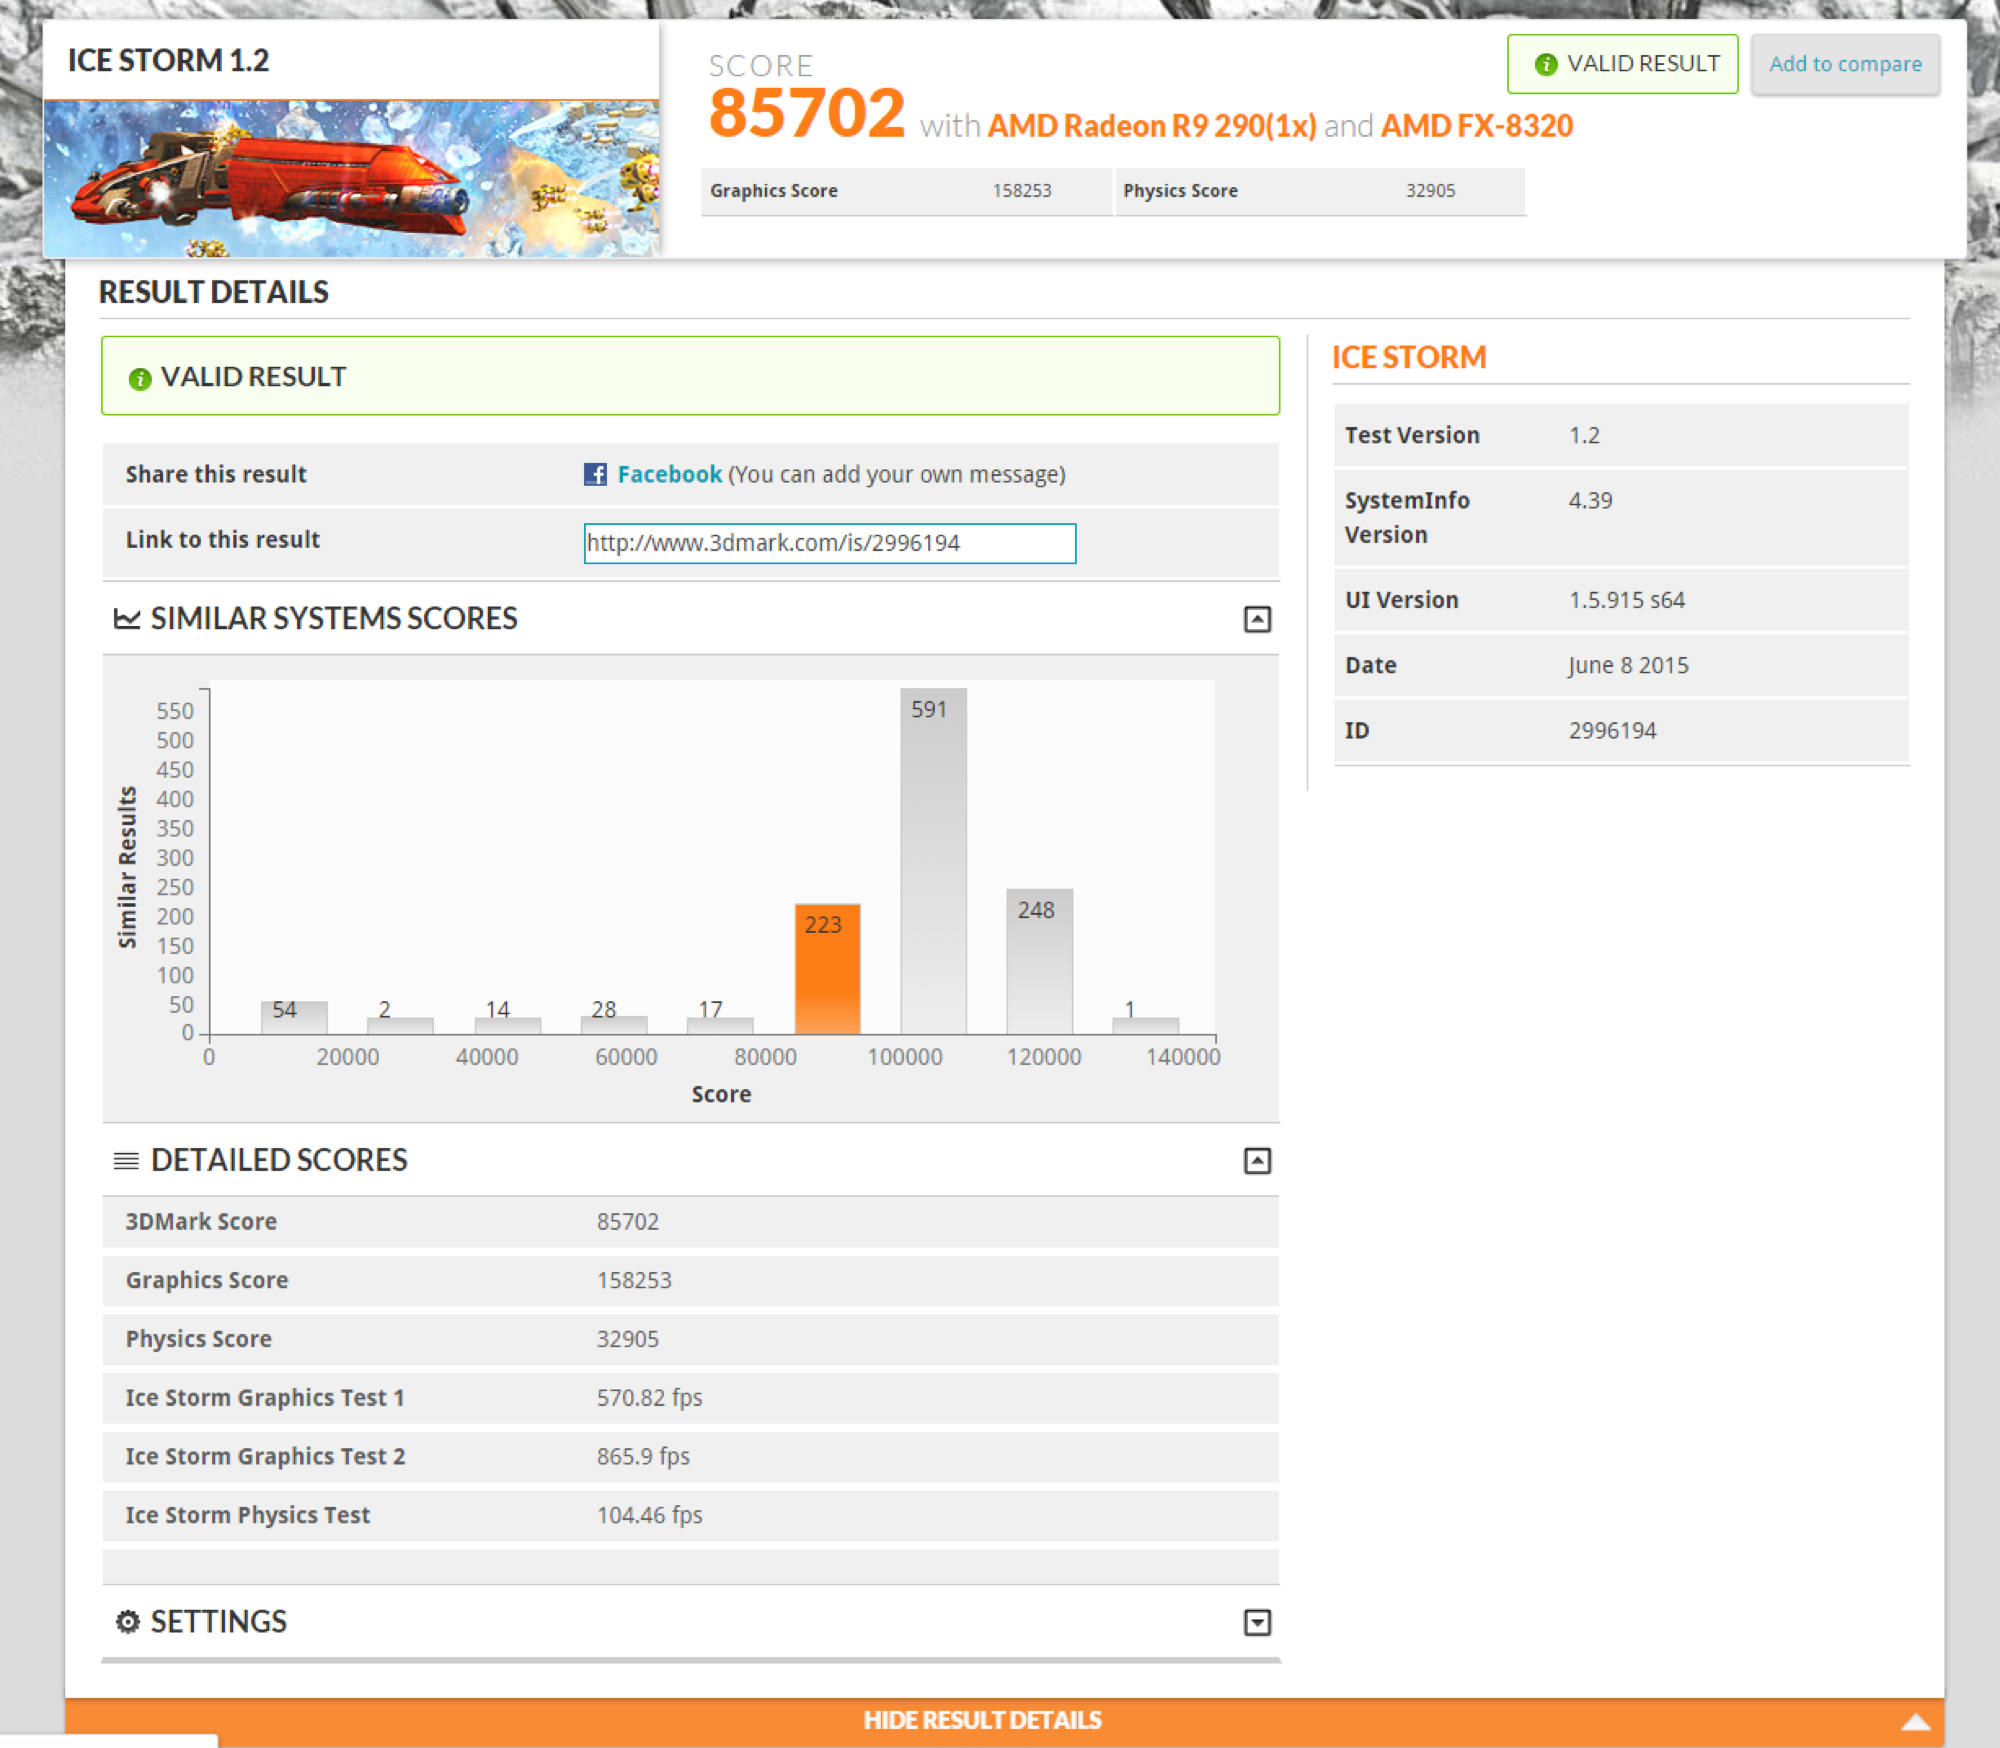 ICE STORM 1.2
SCORE
85702 with AMD Radeon R9 290(1x) and AMD FX-8320
VALID RESULT
Add to compare
Graphics Score 158253 Physics Score 32905
RESULT DETAILS
VALID RESULT
Share this result Facebook (You can add your own message)
Link to this result http://www.3dmark.com/is/2996194
SIMILAR SYSTEMS SCORES
Similar Results
550
500
450
400
350
300
250
200
150
100
50
0
54 2 14 28 17 223 591 248 1
0 20000 40000 60000 80000 100000 120000 140000
Score
DETAILED SCORES
3DMark Score 85702
Graphics Score 158253
Physics Score 32905
Ice Storm Graphics Test 1 570.82 fps
Ice Storm Graphics Test 2 865.9 fps
Ice Storm Physics Test 104.46 fps
SETTINGS
ICE STORM
Test Version 1.2
SystemInfo Version 4.39
UI Version 1.5.915 s64
Date June 8 2015
ID 2996194
HIDE RESULT DETAILS